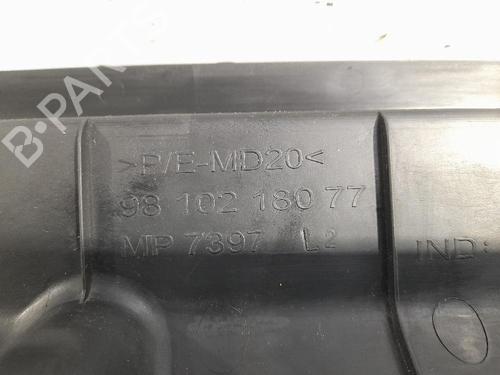 B-PARTS
>P/E-MD20<
98 102 180 77
MP 7397 L2
IND: